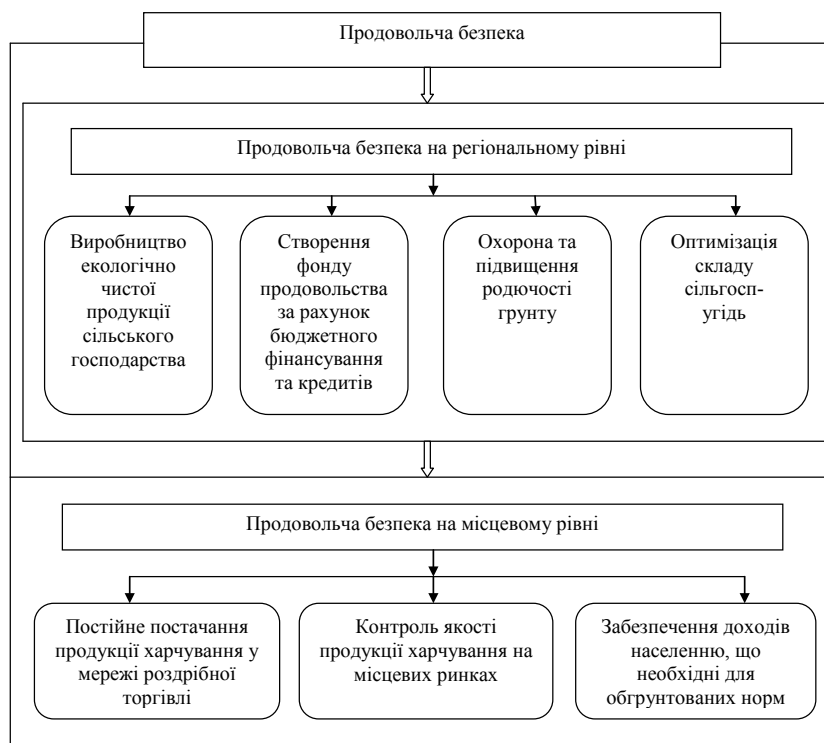 Продовольча безпека
Продовольча безпека на регіональному рівні
Виробництво
екологічно
чистої
продукції
сільського
господарства
Створення
фонду
продовольства
за рахунок
бюджетного
фінансування
та кредитів
Охорона та
підвищення
родючості
грунту
Оптимізація
складу
сільгосп-
угідь
Продовольча безпека на місцевому рівні
Постійне постачання
продукції харчування у
мережі роздрібної
торгівлі
Контроль якості
продукції харчування на
місцевих ринках
Забезпечення доходів
населенню, що
необхідні для
обгрунтованих норм